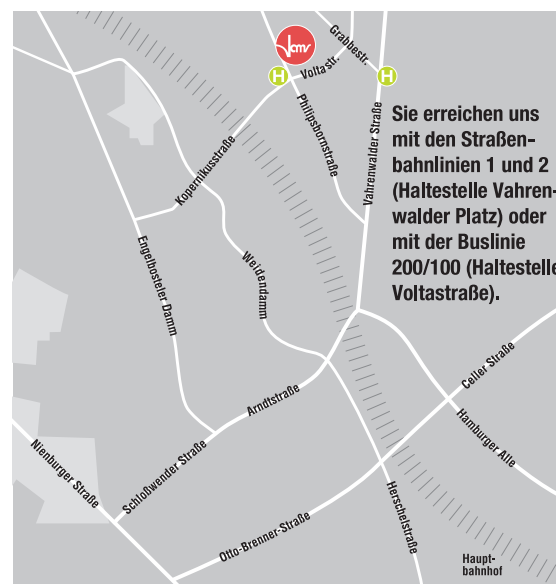 Grabbestr.
H
Voltastr.
H
Philipsbornstraße
Vahrenwalder Straße
Kopernikusstraße
Sie erreichen uns
mit den Straßen-
bahnlinien 1 und 2
(Haltestelle Vahren-
walder Platz) oder
mit der Buslinie
200/100 (Haltestelle
Voltastraße).
Engelbosteler Damm
Weidendamm
Celler Straße
Arndtstraße
Hamburger Alle
Nienburger Straße
Schloßwender Straße
Otto-Brenner-Straße
Herschelstraße
Haupt-
bahnhof